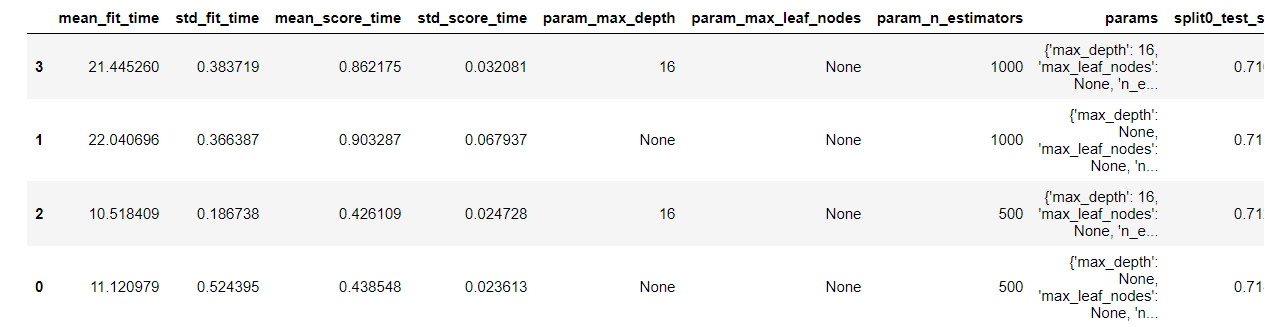 mean_fit_time std_fit_time mean_score_time std_score_time param_max_depth param_max_leaf_nodes param_n_estimators params split0_test_s
3 21.445260 0.383719 0.862175 0.032081 16 None 1000 {'max_depth': 16, 'max_leaf_nodes': None, 'n_e... 0.71
1 22.040696 0.366387 0.903287 0.067937 None None 1000 {'max_depth': None, 'max_leaf_nodes': None, 'n... 0.71
2 10.518409 0.186738 0.426109 0.024728 16 None 500 {'max_depth': 16, 'max_leaf_nodes': None, 'n_e... 0.71
0 11.120979 0.524395 0.438548 0.023613 None None 500 {'max_depth': None, 'max_leaf_nodes': None, 'n... 0.71